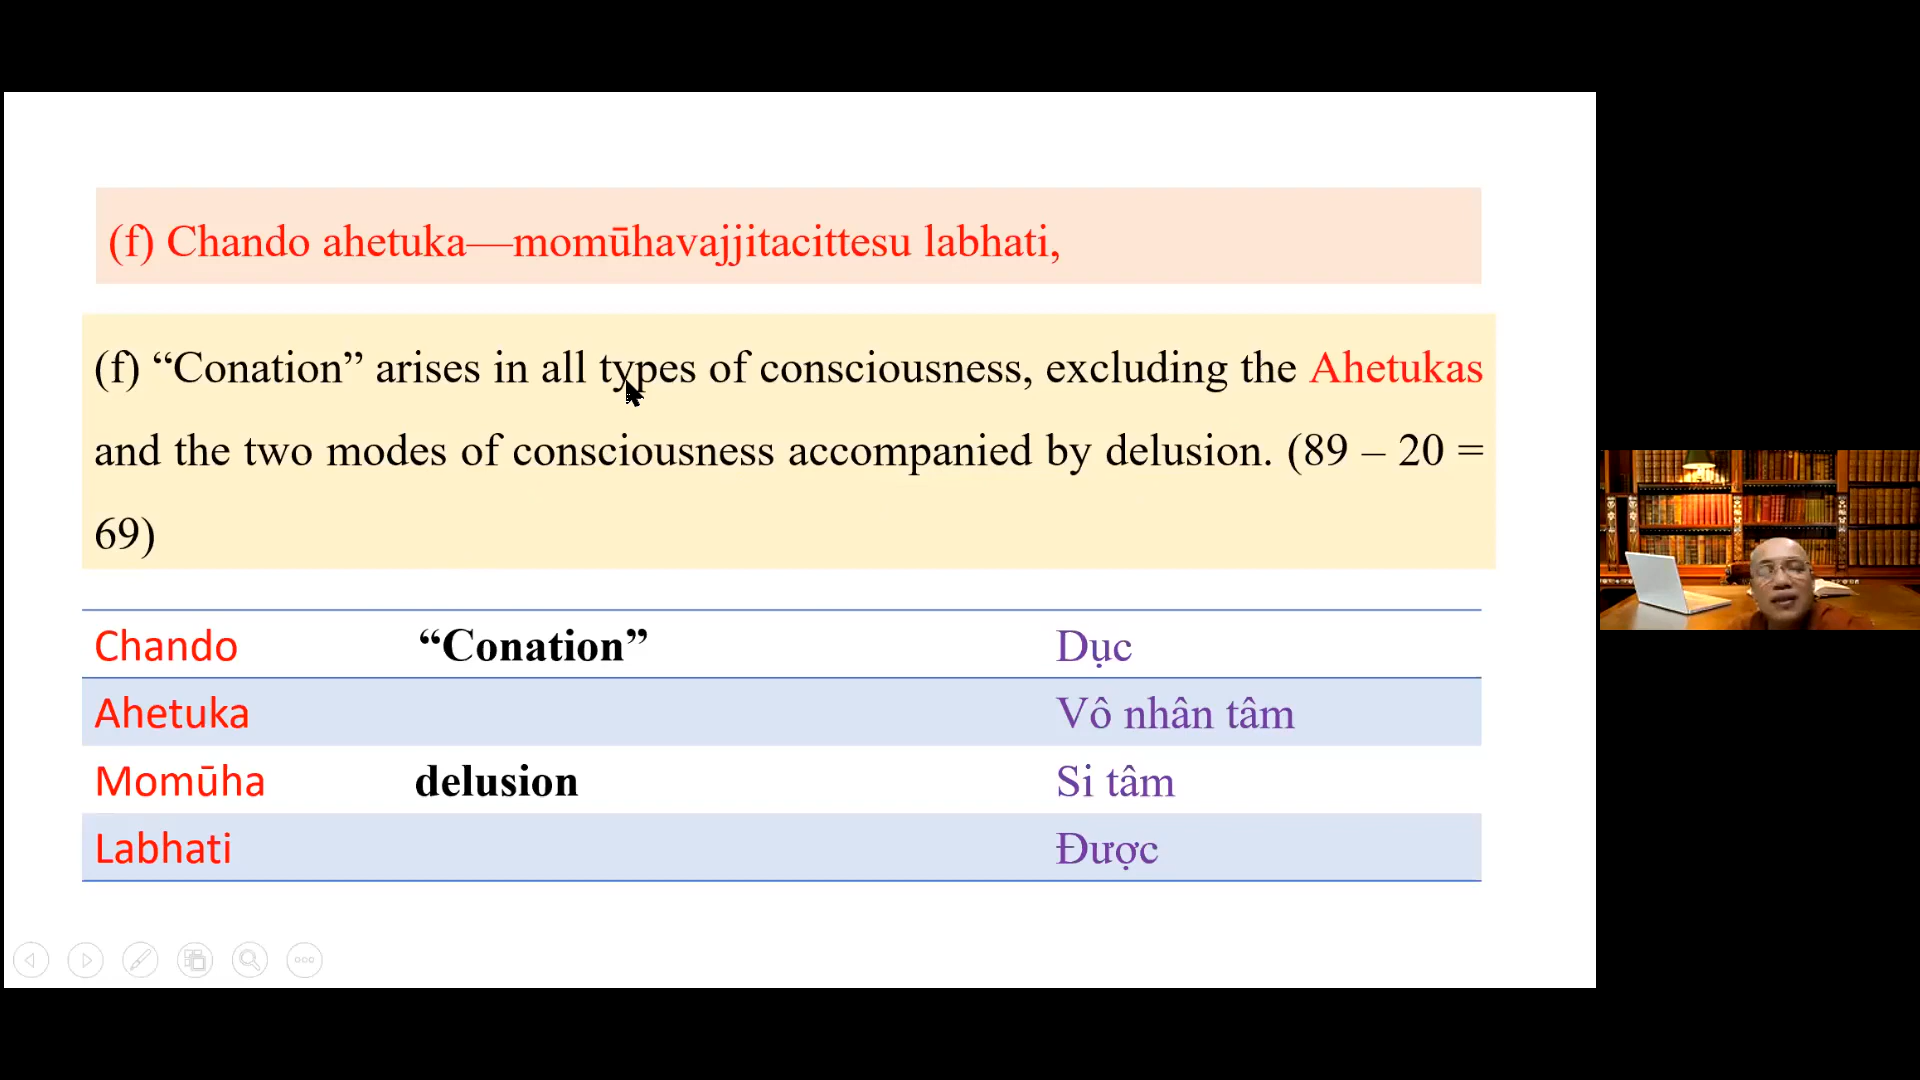 (f) Chando ahetuka—momūhavajjitacittesu labhati,
(f) “Conation” arises in all types of consciousness, excluding the Ahetukas
and the two modes of consciousness accompanied by delusion. (89 – 20 =
69)
Chando “Conation” Dục
Ahetuka Vô nhân tâm
Momūha delusion Si tâm
Labhati Được